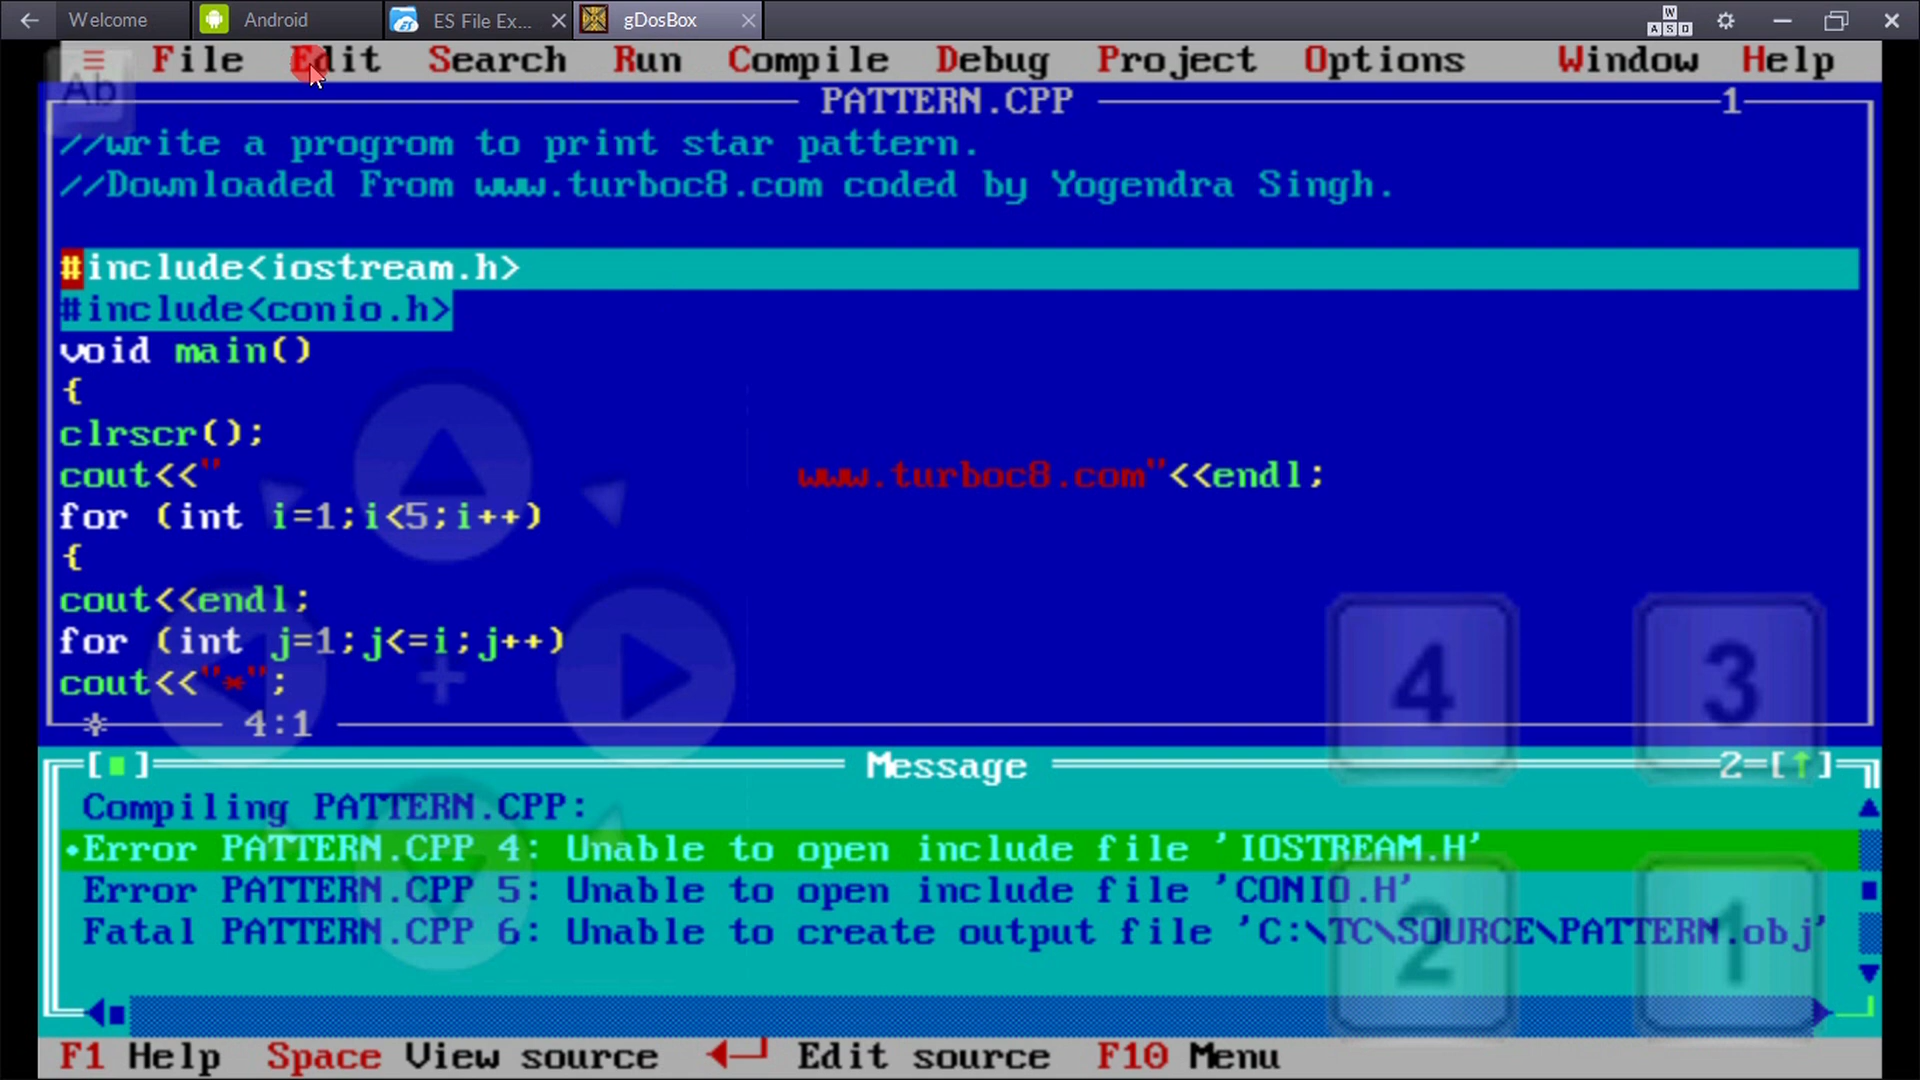 Welcome Android ES File Ex... gDosBox
W
A S D
≡ File Edit Search Run Compile Debug Project Options Window Help
Ab
PATTERN.CPP 1
//write a progrom to print star pattern.
//Downloaded From www.turboc8.com coded by Yogendra Singh.
#include<iostream.h>
#include<conio.h>
void main()
{
clrscr();
cout<<" www.turboc8.com"<<endl;
for (int i=1;i<5;i++)
{
cout<<endl;
for (int j=1;j<=i;j++)
cout<<"*";
4:1
4 3
[■] Message 2=[↑]
Compiling PATTERN.CPP:
•Error PATTERN.CPP 4: Unable to open include file 'IOSTREAM.H'
Error PATTERN.CPP 5: Unable to open include file 'CONIO.H'
Fatal PATTERN.CPP 6: Unable to create output file 'C:\TC\SOURCE\PATTERN.obj'
2 1
F1 Help Space View source ◄─┘ Edit source F10 Menu